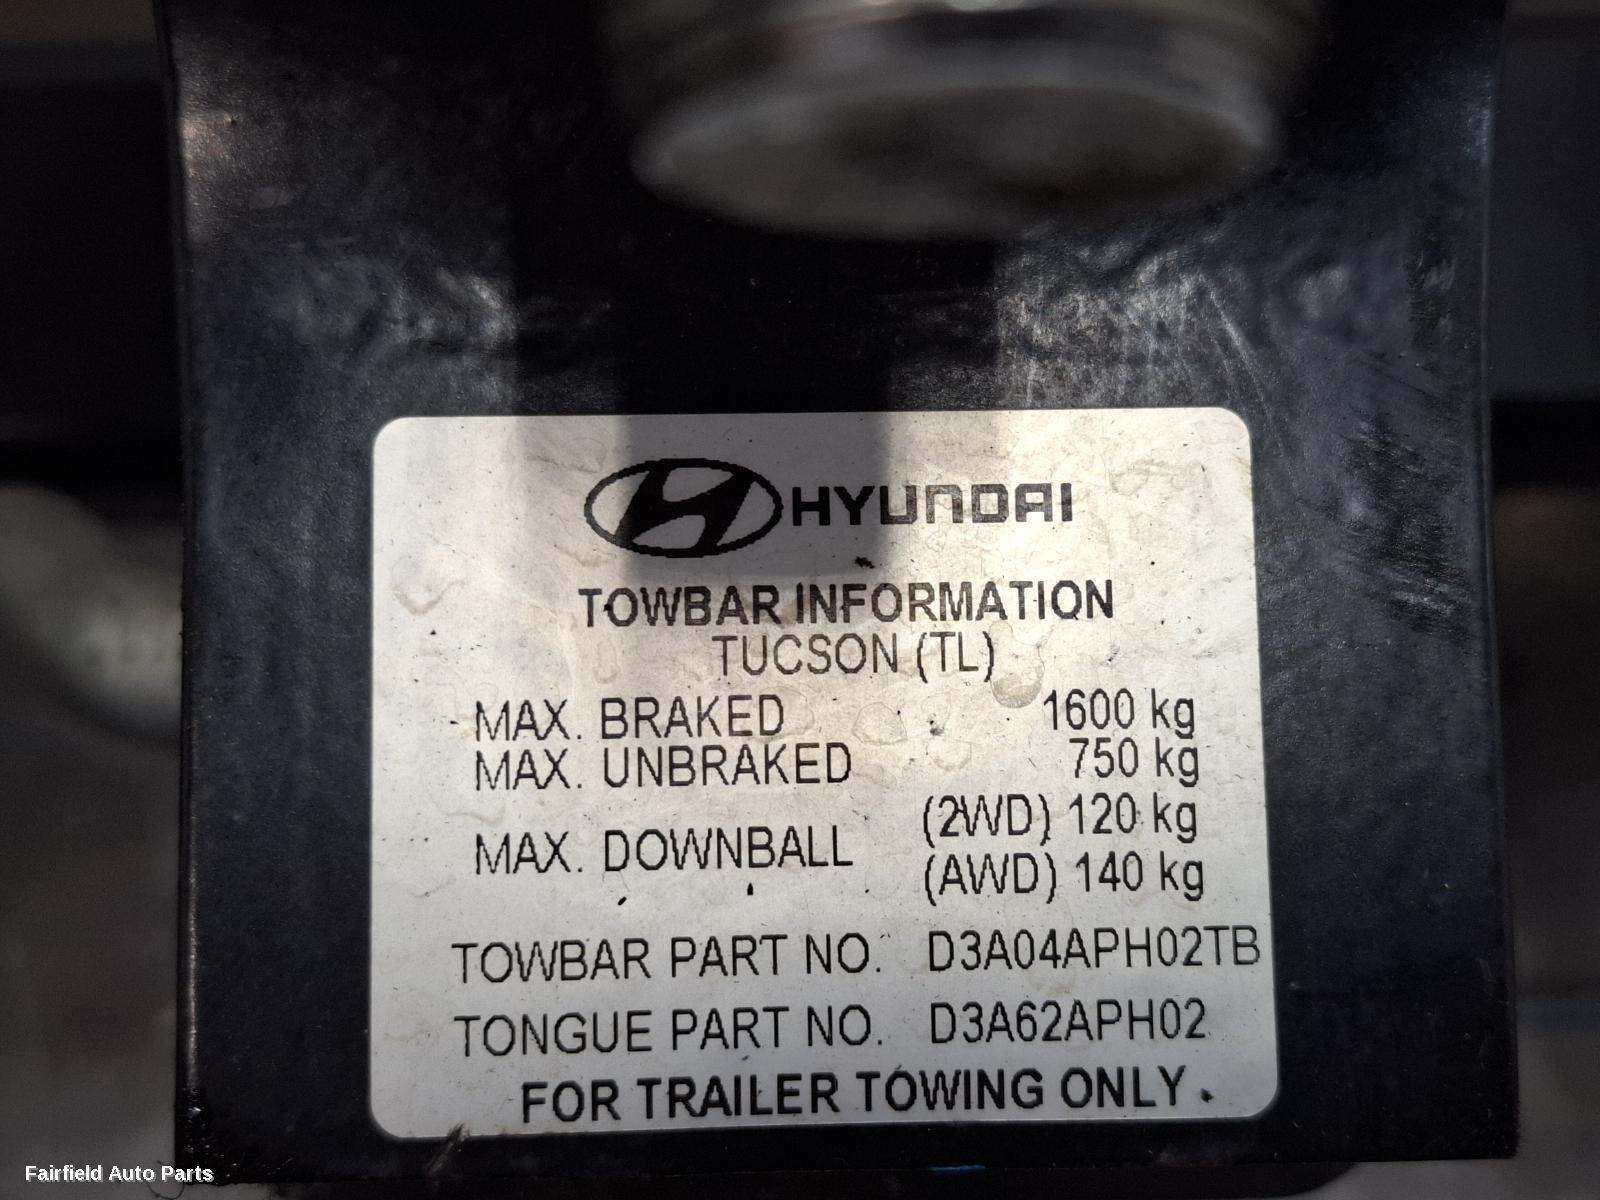 HYUNDAI
TOWBAR INFORMATION
TUCSON (TL)
MAX. BRAKED 1600 kg
MAX. UNBRAKED 750 kg
MAX. DOWNBALL (2WD) 120 kg
(AWD) 140 kg
TOWBAR PART NO. D3A04APH02TB
TONGUE PART NO. D3A62APH02
FOR TRAILER TOWING ONLY
Fairfield Auto Parts